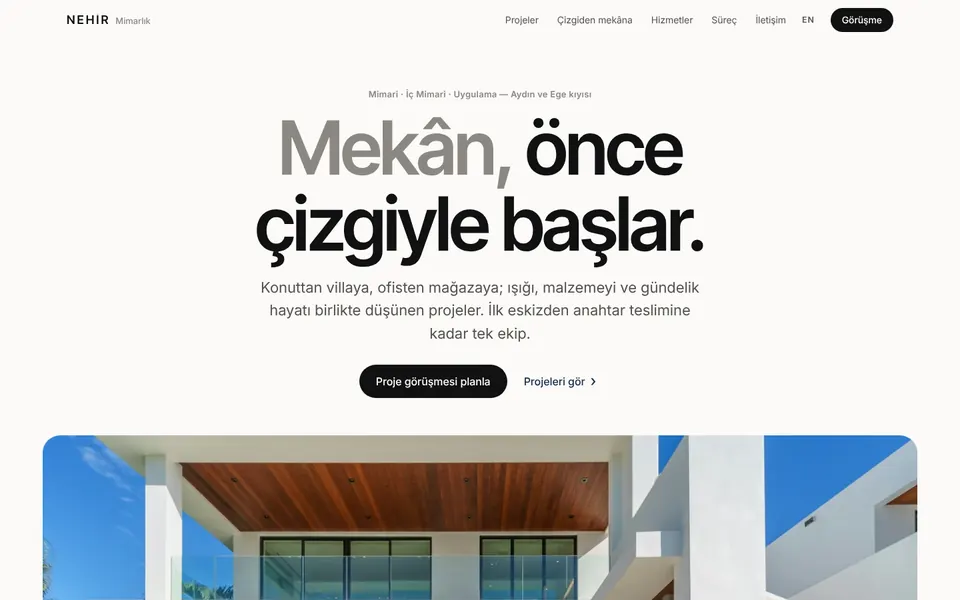 NEHIR Mimarlık
Projeler Çizgiden mekâna Hizmetler Süreç İletişim EN Görüşme
Mimari · İç Mimari · Uygulama — Aydın ve Ege kıyısı
Mekân, önce
çizgiyle başlar.
Konuttan villaya, ofisten mağazaya; ışığı, malzemeyi ve gündelik
hayatı birlikte düşünen projeler. İlk eskizden anahtar teslimine
kadar tek ekip.
Proje görüşmesi planla Projeleri gör